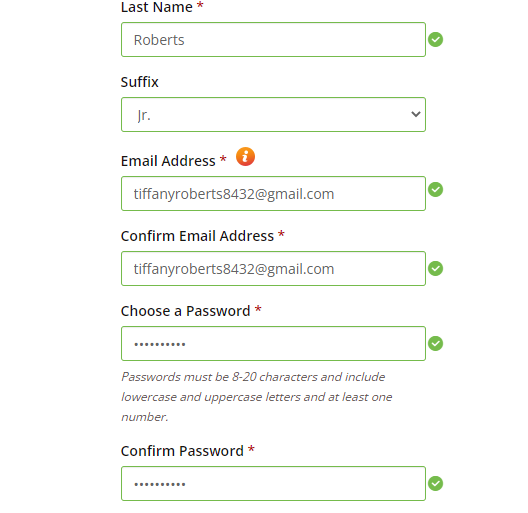 Last Name *
Roberts
Suffix
Jr.
Email Address * i
tiffanyroberts8432@gmail.com
Confirm Email Address *
tiffanyroberts8432@gmail.com
Choose a Password *
••••••••••
Passwords must be 8-20 characters and include
lowercase and uppercase letters and at least one
number.
Confirm Password *
••••••••••